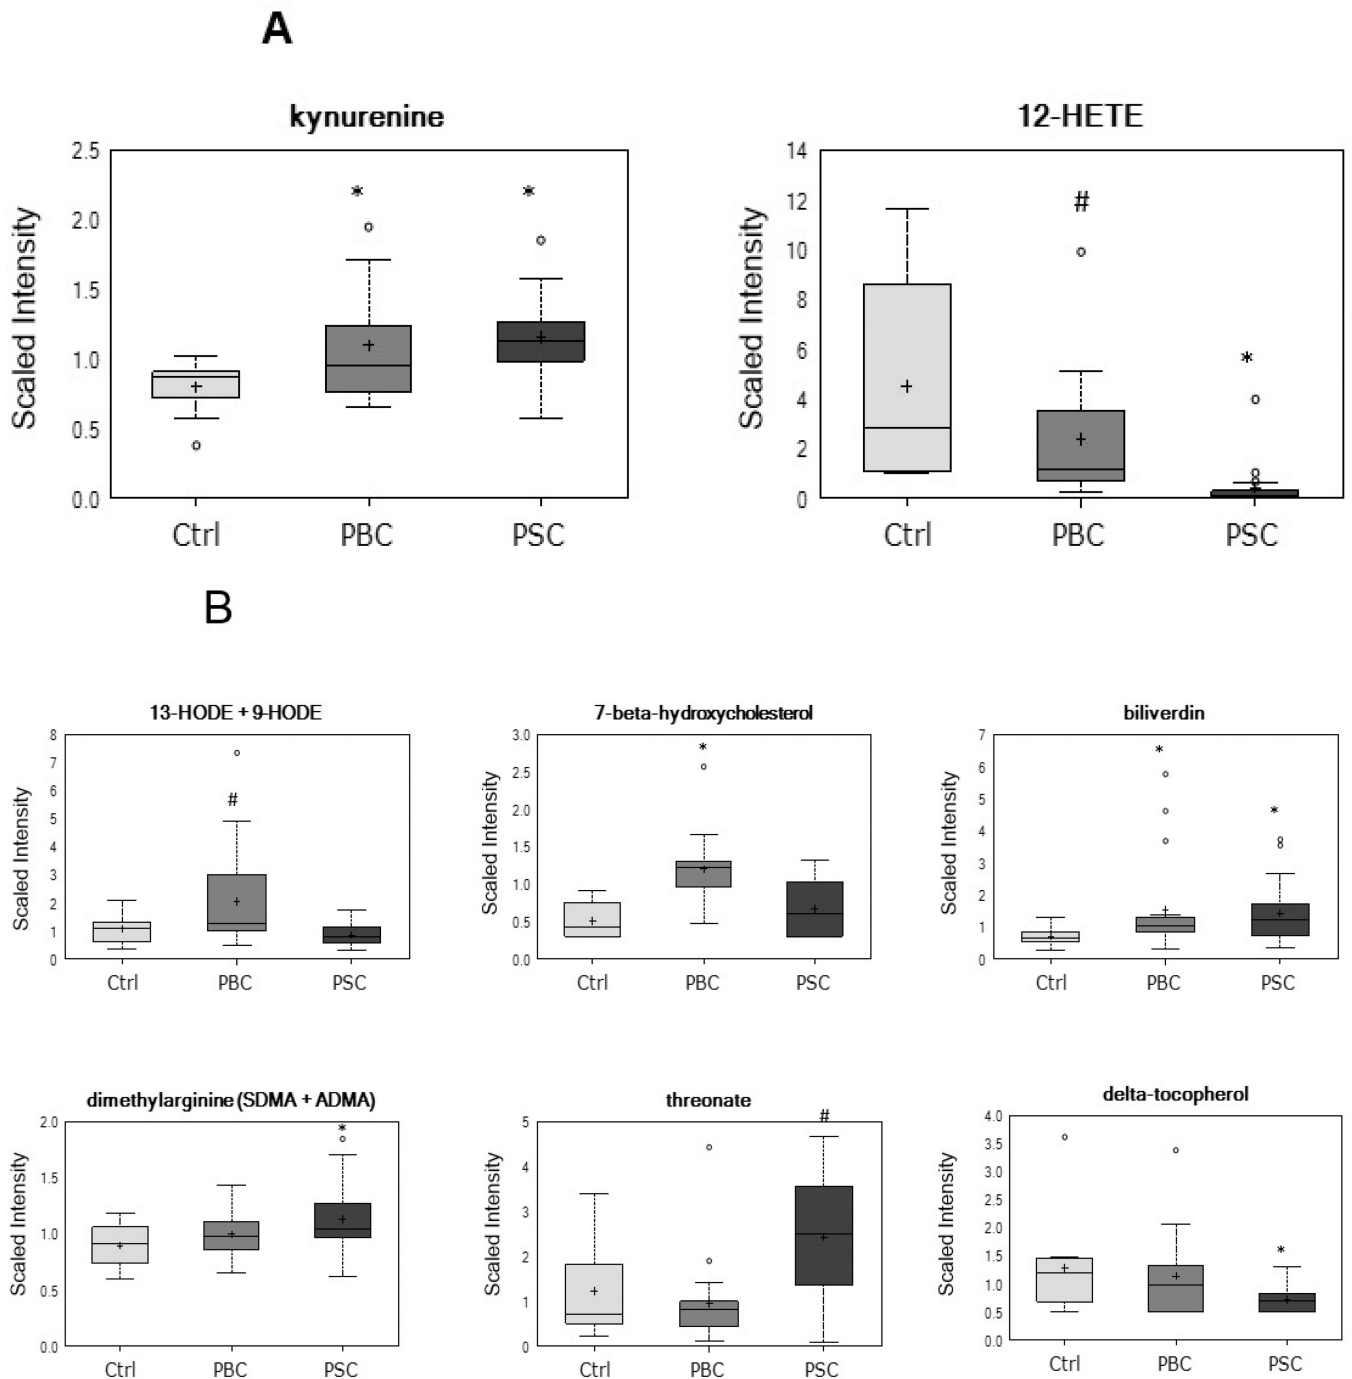 A
kynurenine
Scaled Intensity
2.5
2.0
1.5
1.0
0.5
0.0
*
*
Ctrl PBC PSC
12-HETE
Scaled Intensity
14
12
10
8
6
4
2
0
#
*
Ctrl PBC PSC
B
13-HODE + 9-HODE
Scaled Intensity
8
7
6
5
4
3
2
1
0
#
Ctrl PBC PSC
7-beta-hydroxycholesterol
Scaled Intensity
3.0
2.5
2.0
1.5
1.0
0.5
0.0
*
Ctrl PBC PSC
biliverdin
Scaled Intensity
7
6
5
4
3
2
1
0
*
*
Ctrl PBC PSC
dimethylarginine (SDMA + ADMA)
Scaled Intensity
2.0
1.5
1.0
0.5
0.0
*
Ctrl PBC PSC
threonate
Scaled Intensity
5
4
3
2
1
0
#
Ctrl PBC PSC
delta-tocopherol
Scaled Intensity
4.0
3.5
3.0
2.5
2.0
1.5
1.0
0.5
0.0
*
Ctrl PBC PSC